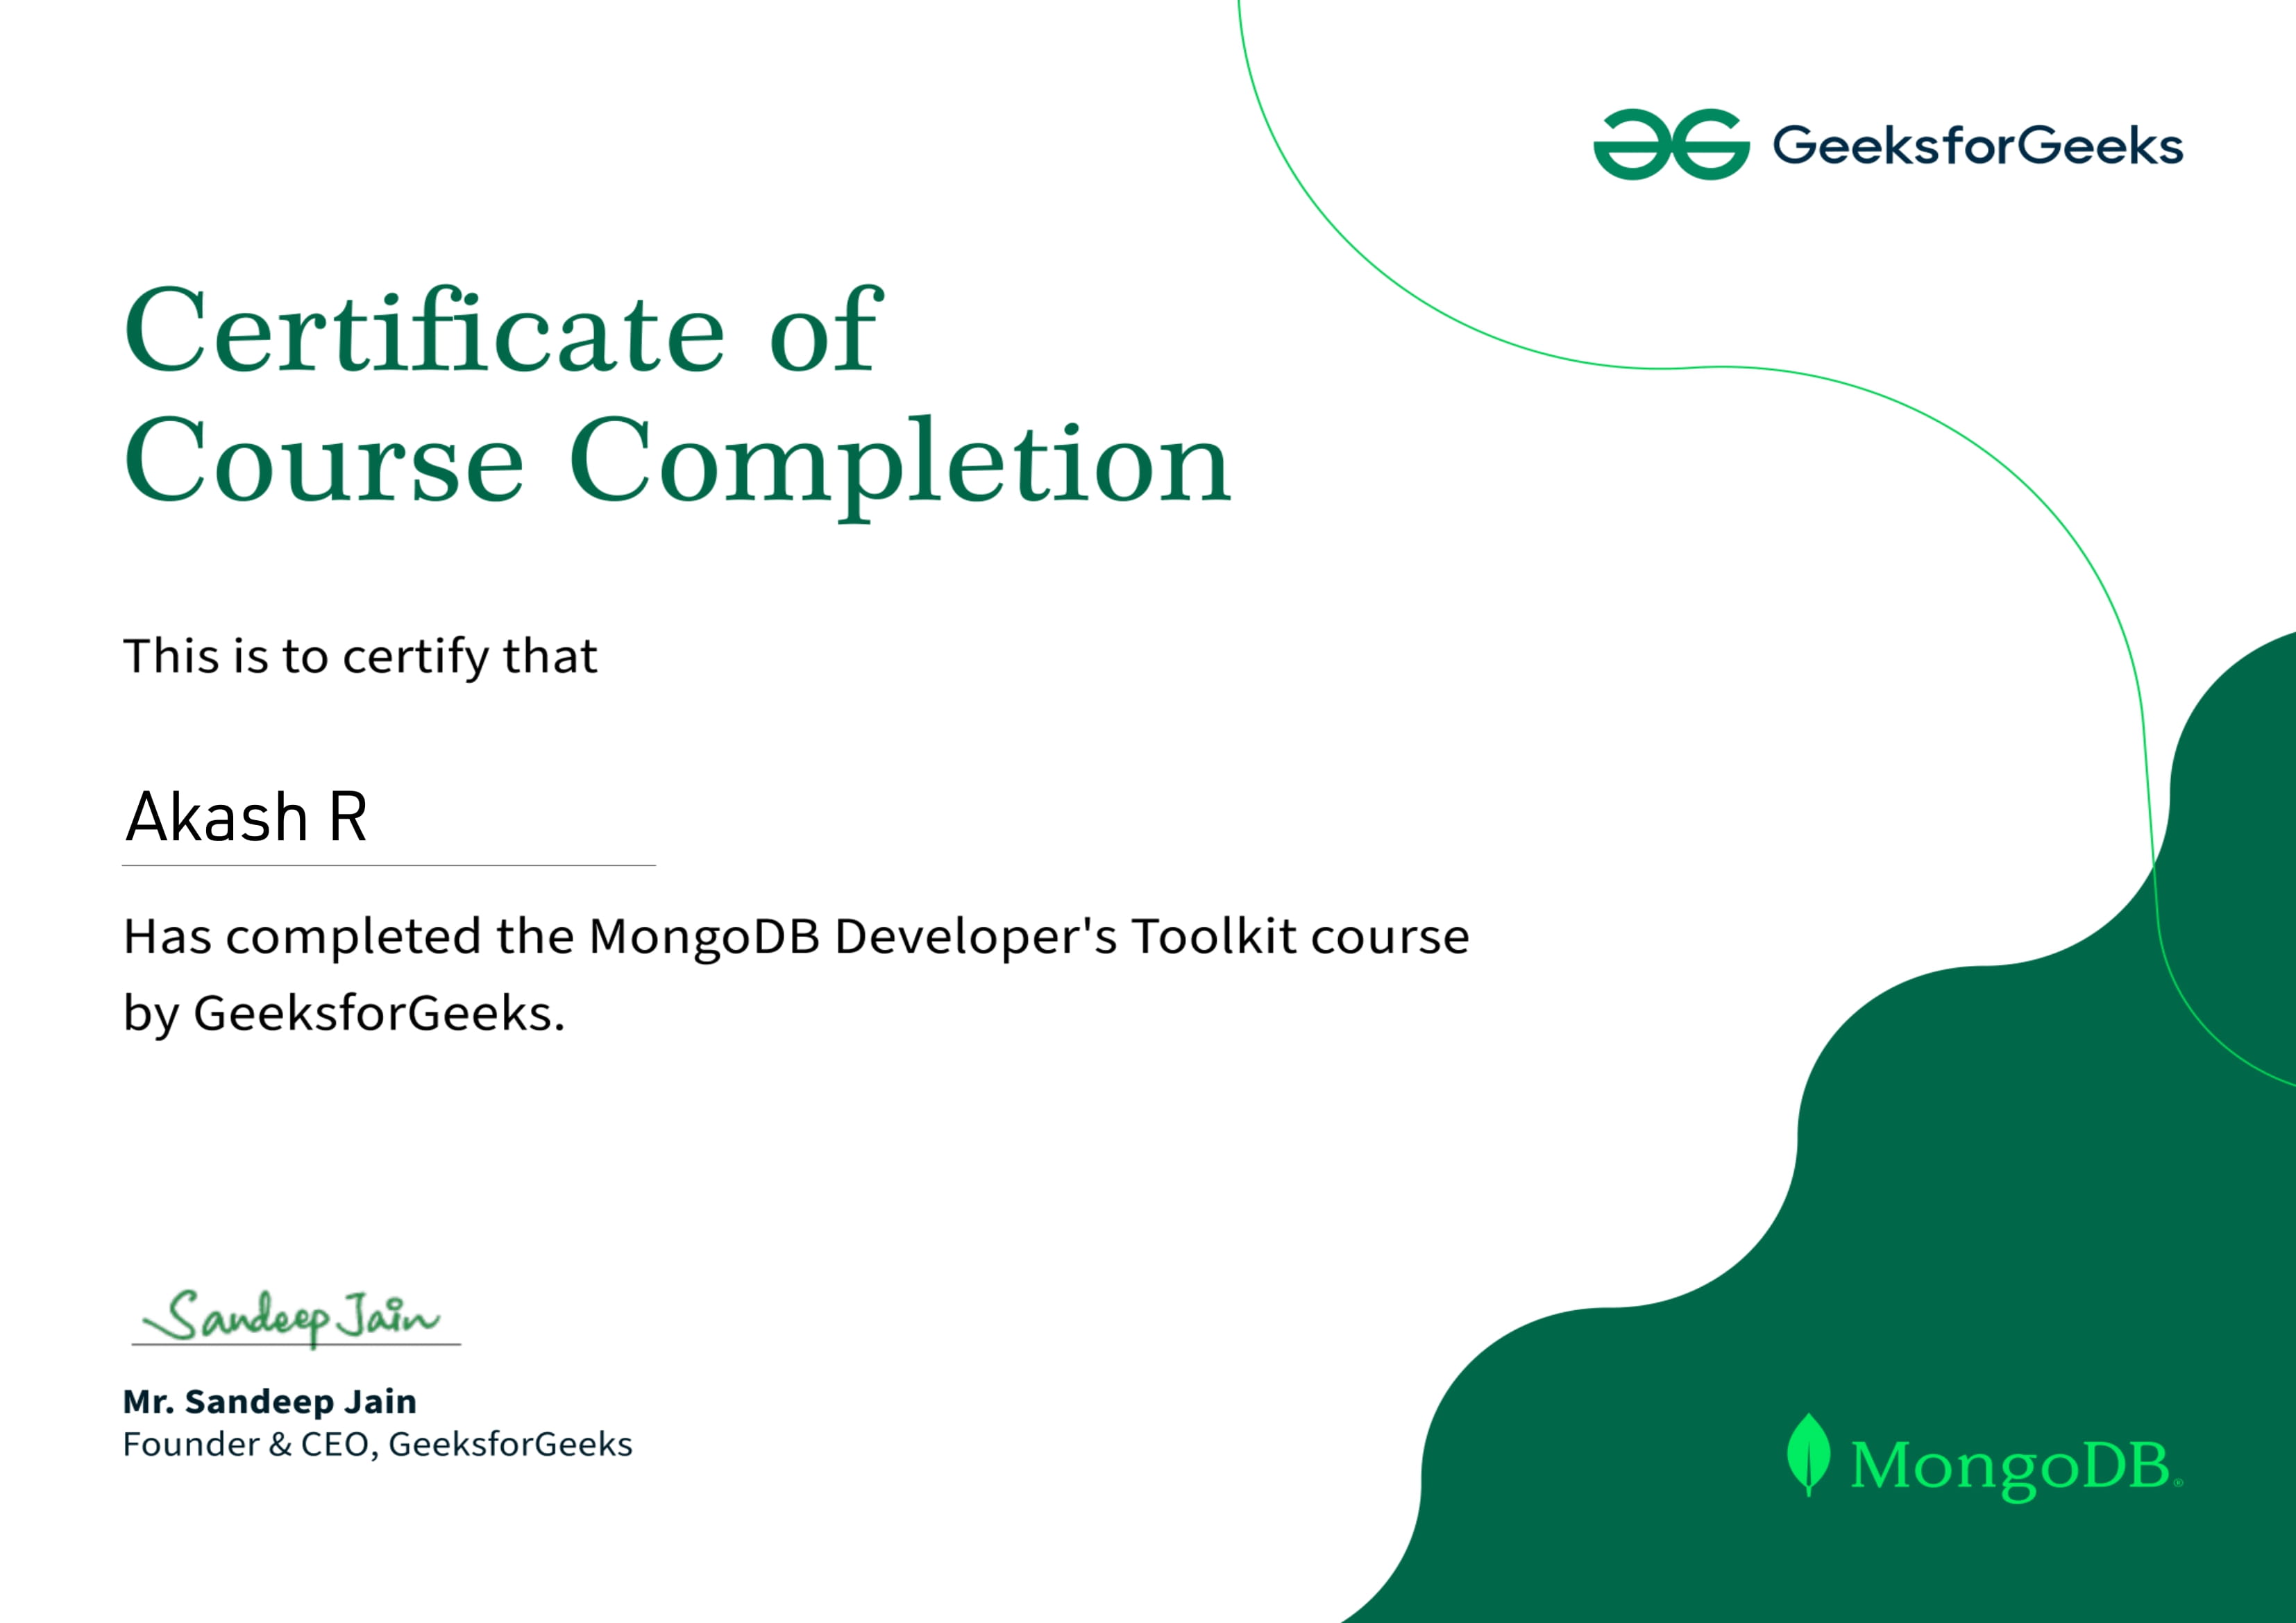 GeeksforGeeks
Certificate of
Course Completion
This is to certify that
Akash R
Has completed the MongoDB Developer's Toolkit course
by GeeksforGeeks.
Sandeep Jain
Mr. Sandeep Jain
Founder & CEO, GeeksforGeeks
MongoDB®